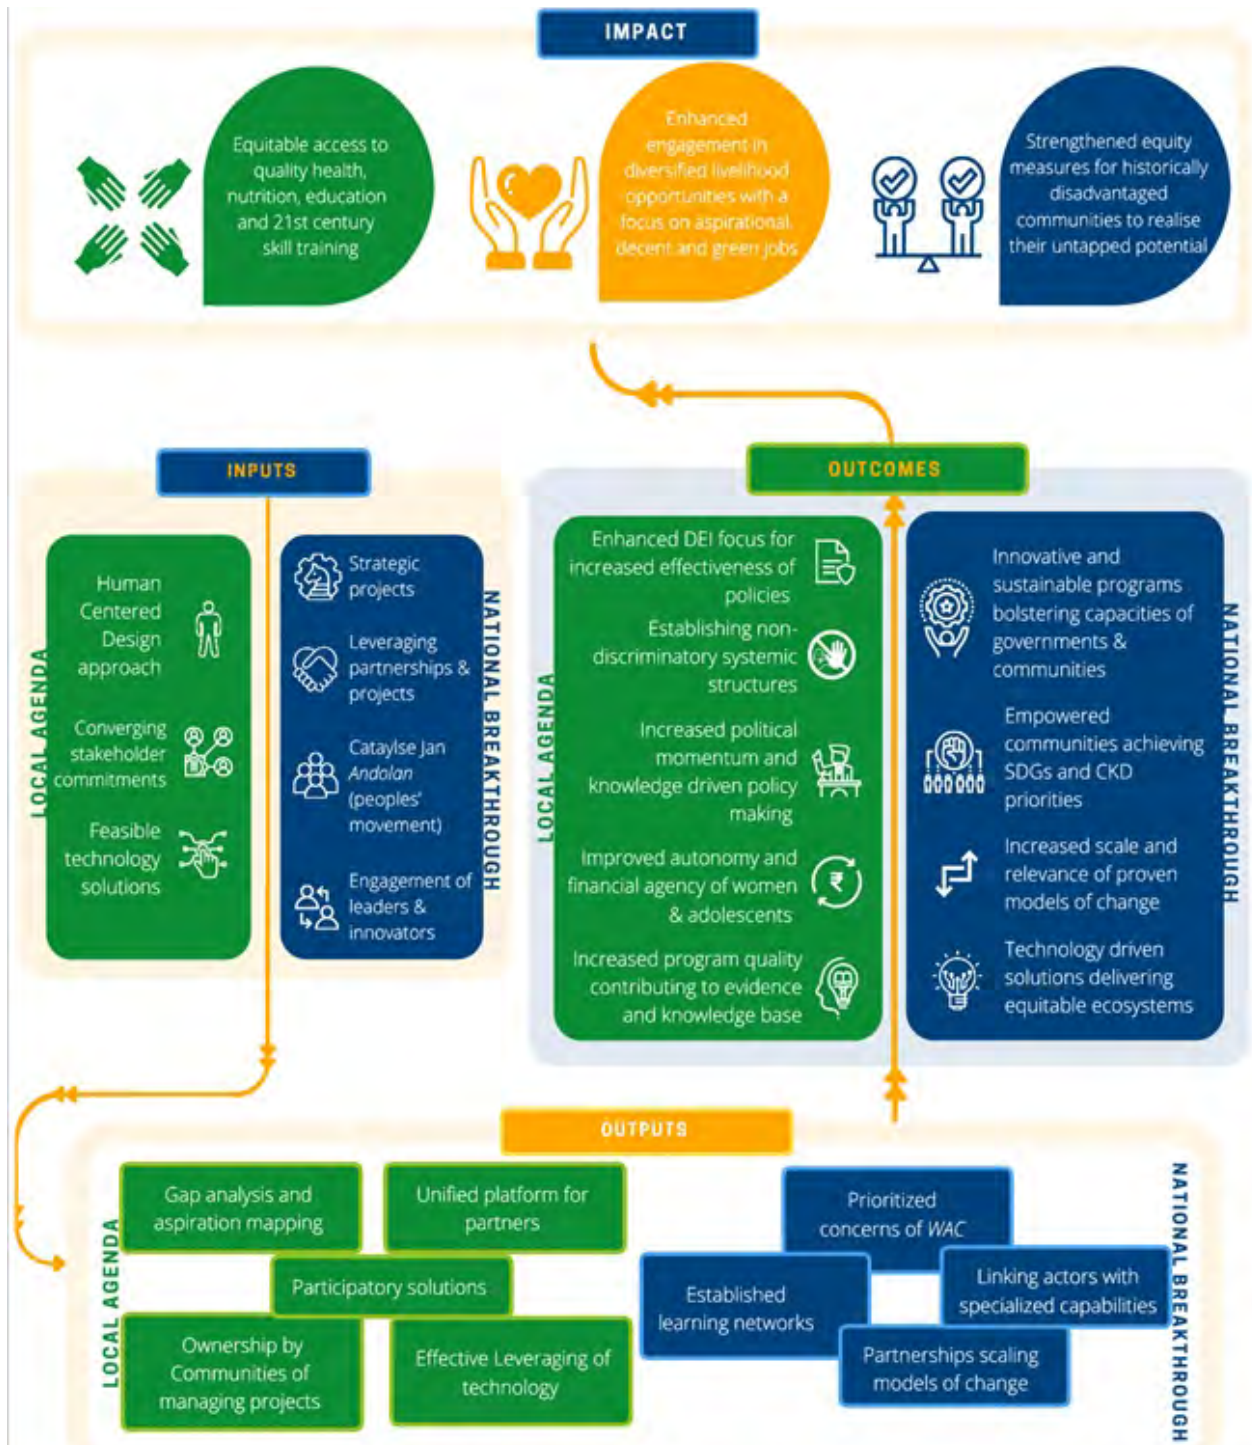 IMPACT
Equitable access to
quality health,
nutrition, education
and 21st century
skill training
Enhanced
engagement in
diversified livelihood
opportunities with a
focus on aspirational,
decent and green jobs
Strengthened equity
measures for historically
disadvantaged
communities to realise
their untapped potential
INPUTS
LOCAL AGENDA
Human
Centered
Design
approach
Converging
stakeholder
commitments
Feasible
technology
solutions
Strategic
projects
Leveraging
partnerships &
projects
Cataylse Jan
Andolan
(peoples'
movement)
Engagement of
leaders &
innovators
NATIONAL BREAKTHROUGH
OUTCOMES
LOCAL AGENDA
Enhanced DEI focus for
increased effectiveness of
policies
Establishing non-
discriminatory systemic
structures
Increased political
momentum and
knowledge driven policy
making
Improved autonomy and
financial agency of women
& adolescents
Increased program quality
contributing to evidence
and knowledge base
Innovative and
sustainable programs
bolstering capacities of
governments &
communities
Empowered
communities achieving
SDGs and CKD
priorities
Increased scale and
relevance of proven
models of change
Technology driven
solutions delivering
equitable ecosystems
NATIONAL BREAKTHROUGH
OUTPUTS
LOCAL AGENDA
Gap analysis and
aspiration mapping
Unified platform for
partners
Participatory solutions
Ownership by
Communities of
managing projects
Effective Leveraging of
technology
Prioritized
concerns of WAC
Established
learning networks
Linking actors with
specialized capabilities
Partnerships scaling
models of change
NATIONAL BREAKTHROUGH